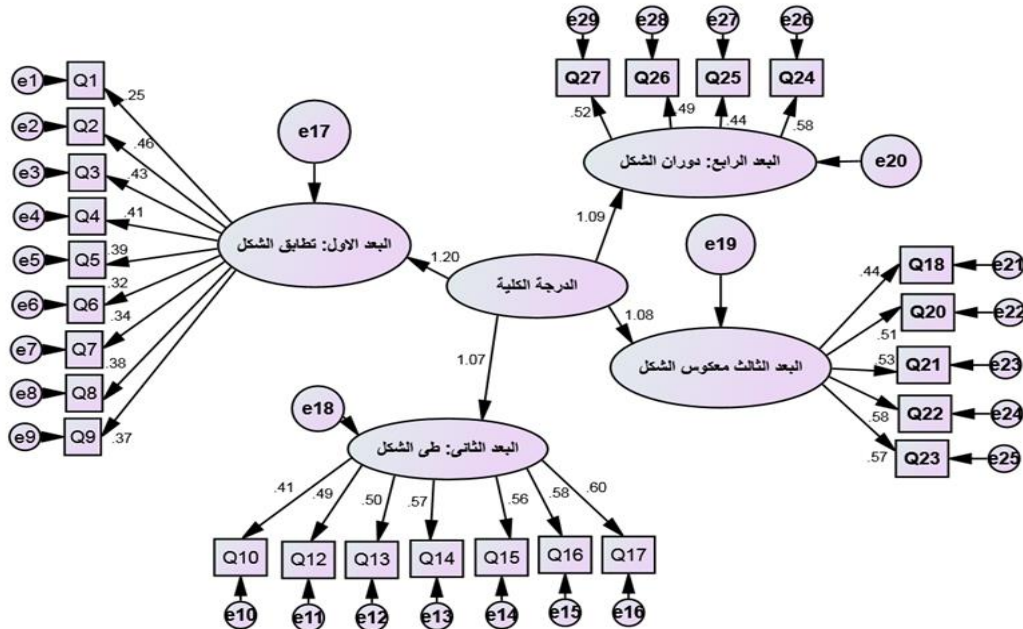 e29 e28 e27 e26
Q27 Q26 Q25 Q24
.52 .49 .44 .58
البعد الرابع: دوران الشكل
e20
1.09
e17
e1 Q1 .25
e2 Q2 .46
e3 Q3 .43
e4 Q4 .41
e5 Q5 .39
e6 Q6 .32
e7 Q7 .34
e8 Q8 .38
e9 Q9 .37
البعد الاول: تطابق الشكل
1.20
الدرجة الكلية
e19
1.08
البعد الثالث معكوس الشكل
.44 Q18 e21
.51 Q20 e22
.53 Q21 e23
.58 Q22 e24
.57 Q23 e25
1.07
e18
البعد الثانى: طى الشكل
.41 .49 .50 .57 .56 .58 .60
Q10 Q12 Q13 Q14 Q15 Q16 Q17
e10 e11 e12 e13 e14 e15 e16